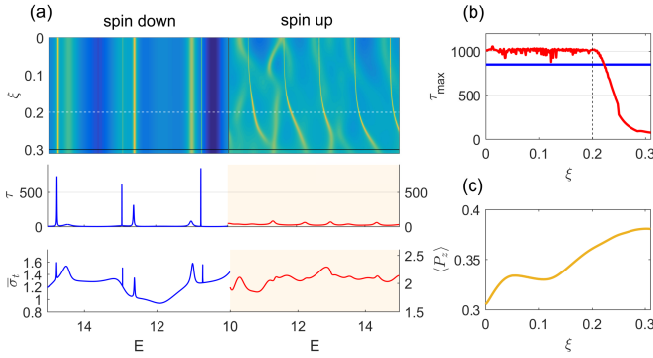 (a)
spin down
spin up
0
0.1
0.2
0.3
ξ
500
0
τ
500
0
1.6
1.4
1.2
1
0.8
σ̅t
2.5
2
1.5
14
12
10
12
14
E
E
(b)
1000
500
0
τmax
0
0.1
0.2
0.3
ξ
(c)
0.4
0.35
0.3
⟨Pz⟩
0
0.1
0.2
0.3
ξ